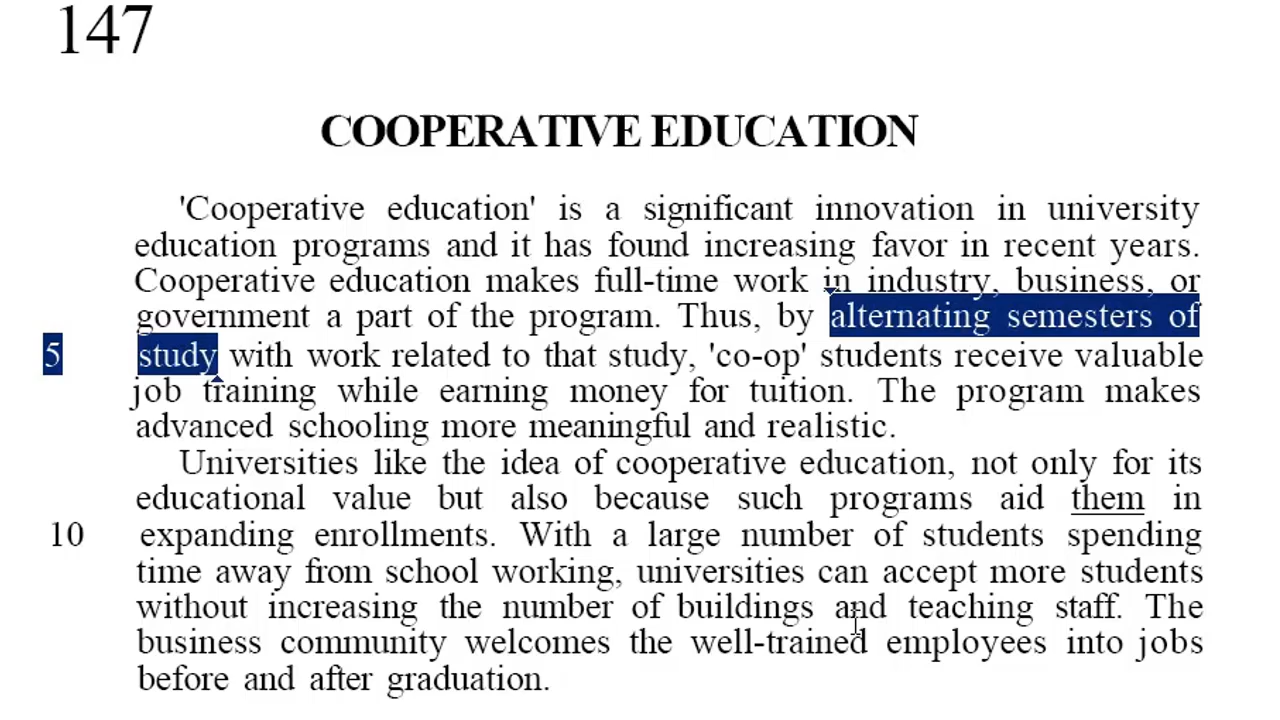 147
COOPERATIVE EDUCATION
'Cooperative education' is a significant innovation in university
education programs and it has found increasing favor in recent years.
Cooperative education makes full-time work in industry, business, or
government a part of the program. Thus, by alternating semesters of
5 study with work related to that study, 'co-op' students receive valuable
job training while earning money for tuition. The program makes
advanced schooling more meaningful and realistic.
Universities like the idea of cooperative education, not only for its
educational value but also because such programs aid them in
10 expanding enrollments. With a large number of students spending
time away from school working, universities can accept more students
without increasing the number of buildings and teaching staff. The
business community welcomes the well-trained employees into jobs
before and after graduation.